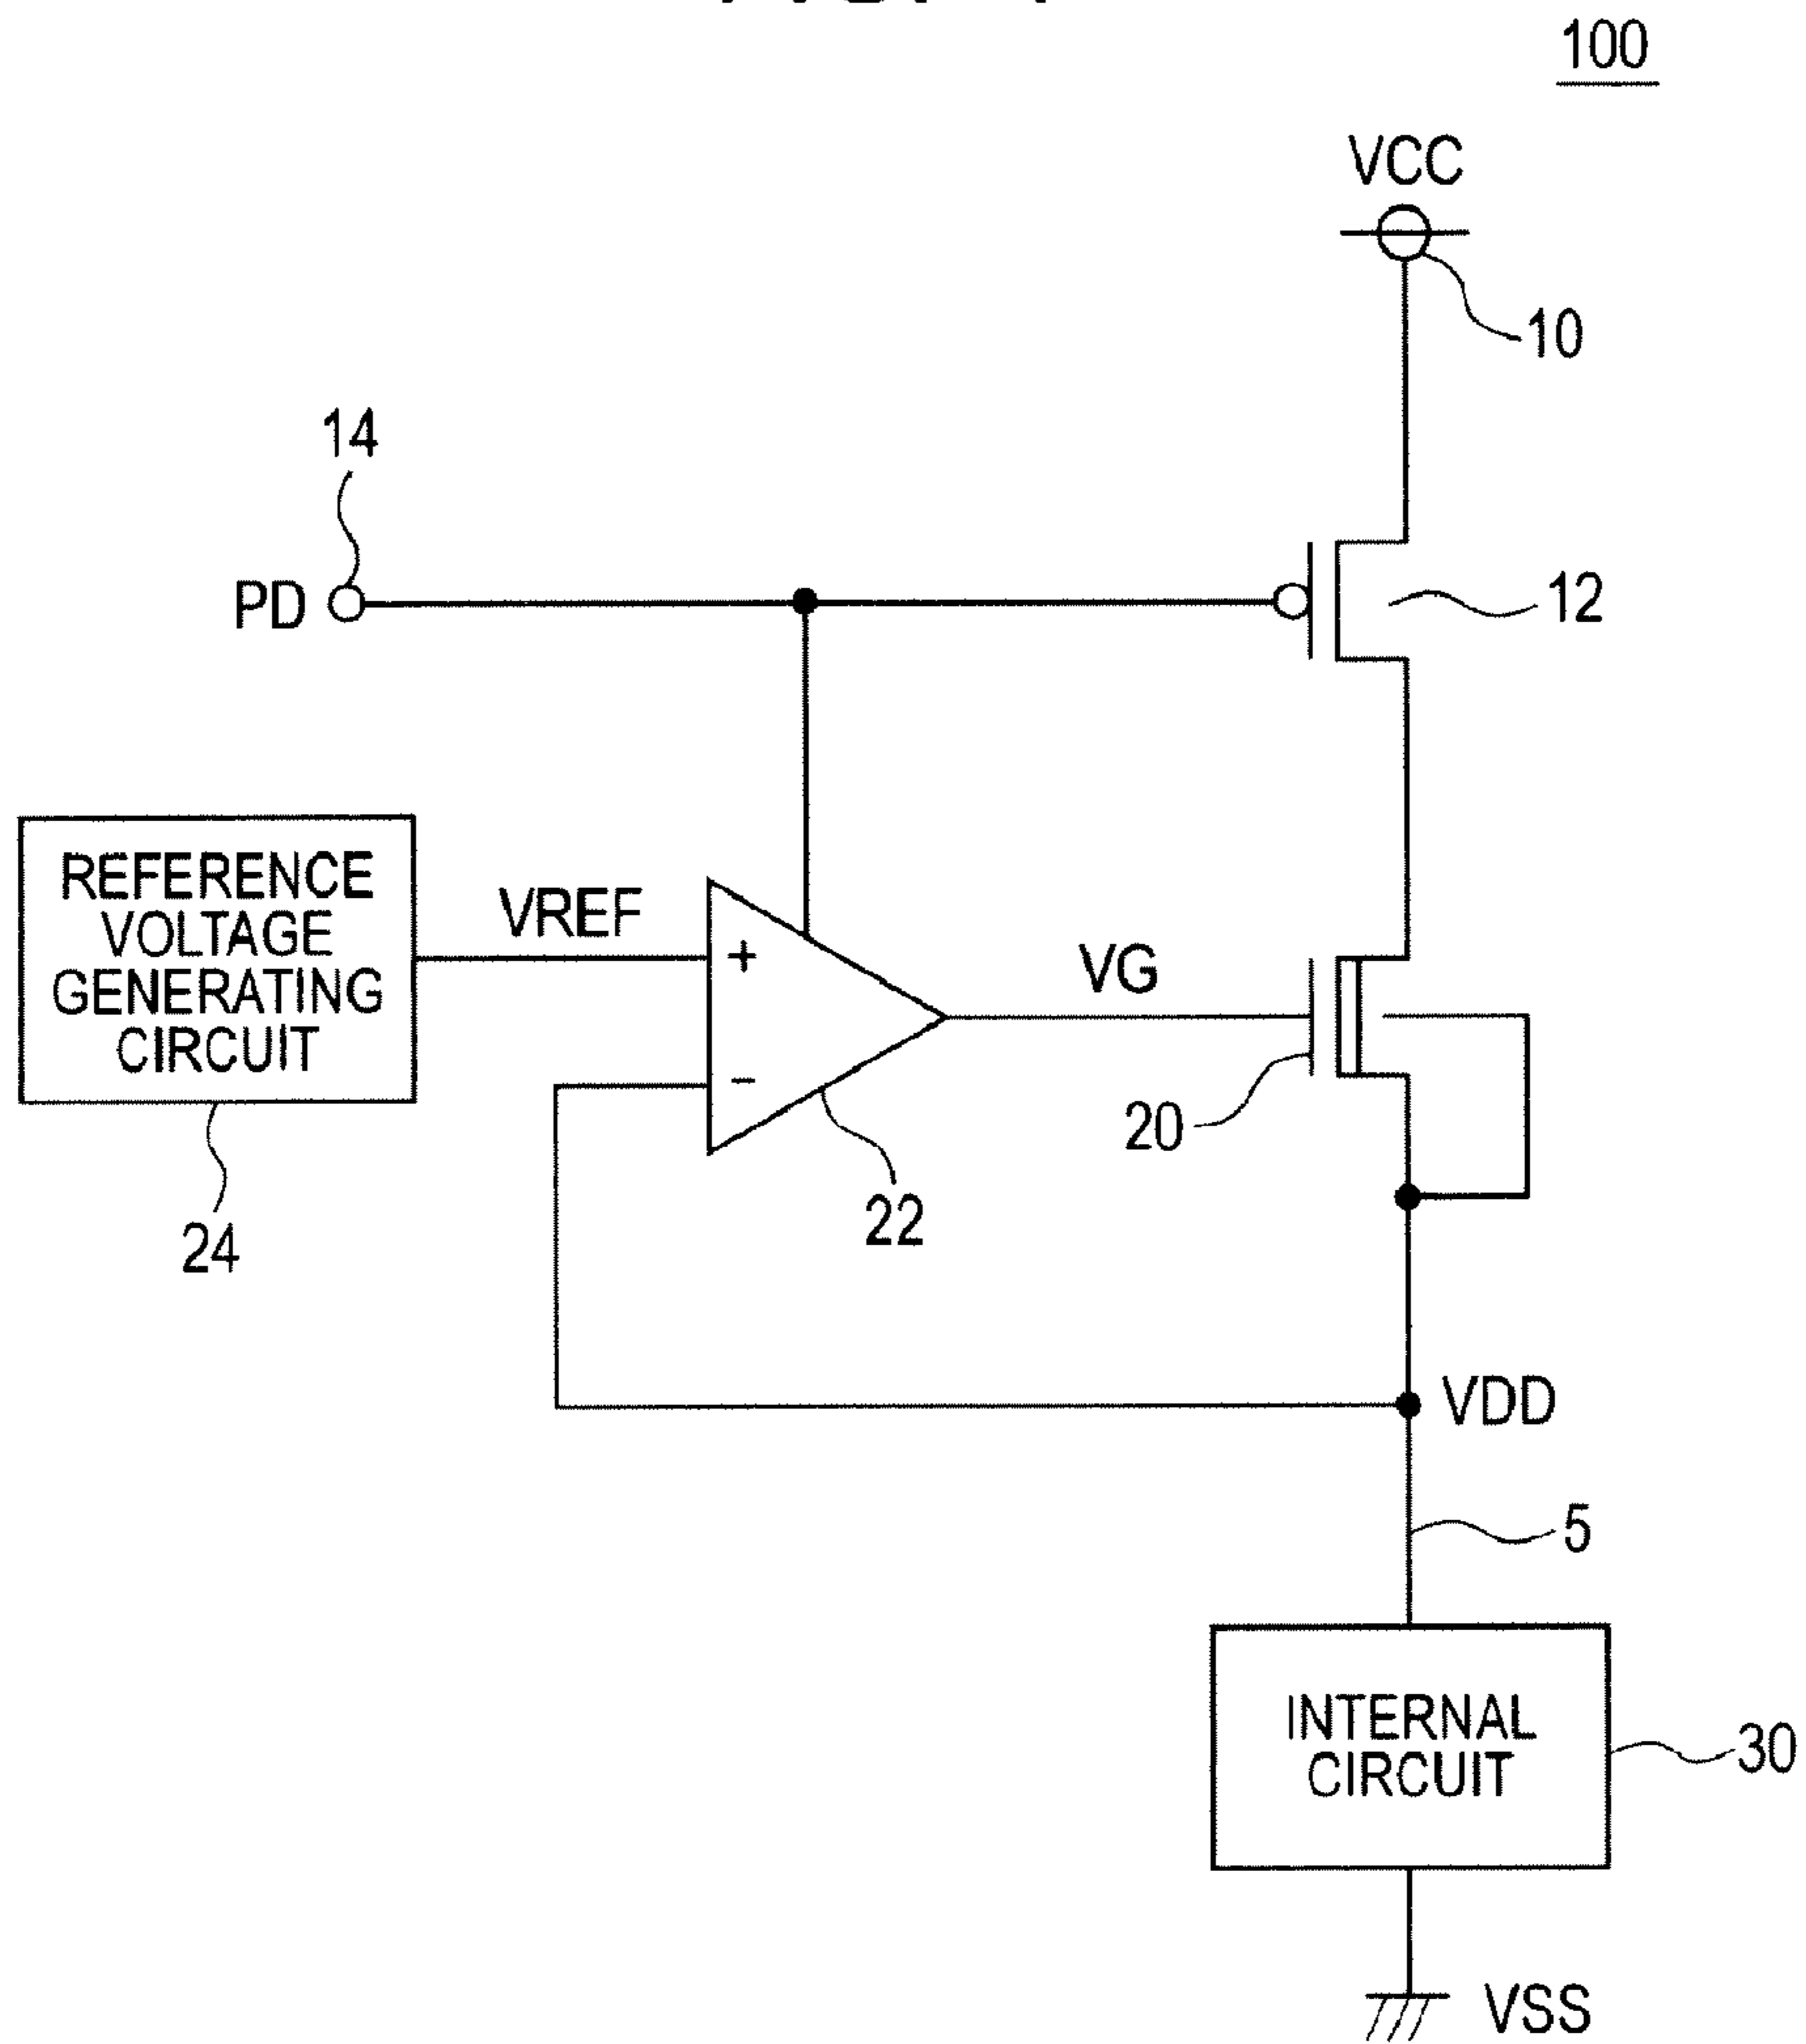 100
VCC
10
14
PD
12
REFERENCE
VOLTAGE
GENERATING
CIRCUIT
VREF
+
−
VG
20
22
24
VDD
5
INTERNAL
CIRCUIT
30
VSS